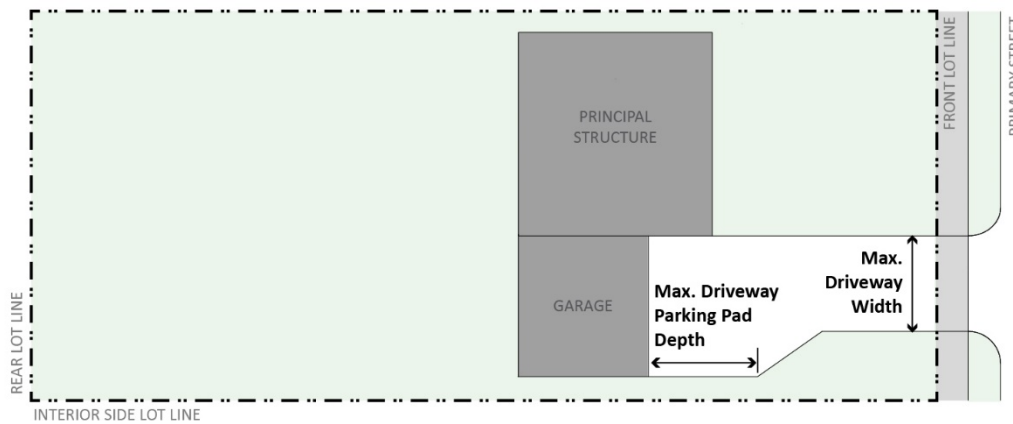 PRINCIPAL
STRUCTURE
FRONT LOT LINE
PRIMARY STREET
Max.
Driveway
Width
GARAGE
Max. Driveway
Parking Pad
Depth
REAR LOT LINE
INTERIOR SIDE LOT LINE